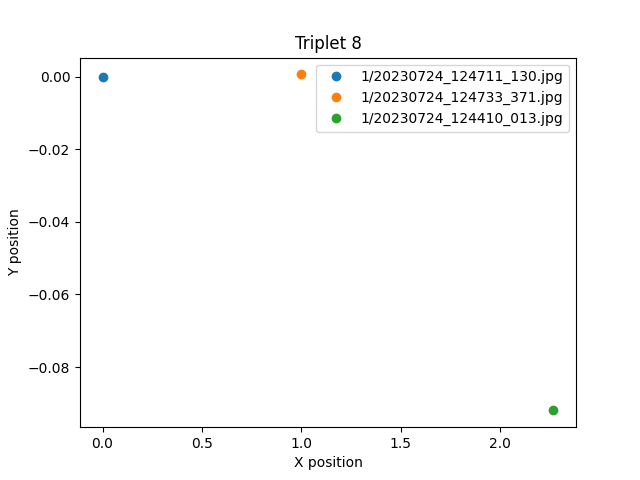 Triplet 8
1/20230724_124711_130.jpg
1/20230724_124733_371.jpg
1/20230724_124410_013.jpg
0.00
−0.02
−0.04
−0.06
−0.08
Y position
0.0 0.5 1.0 1.5 2.0
X position